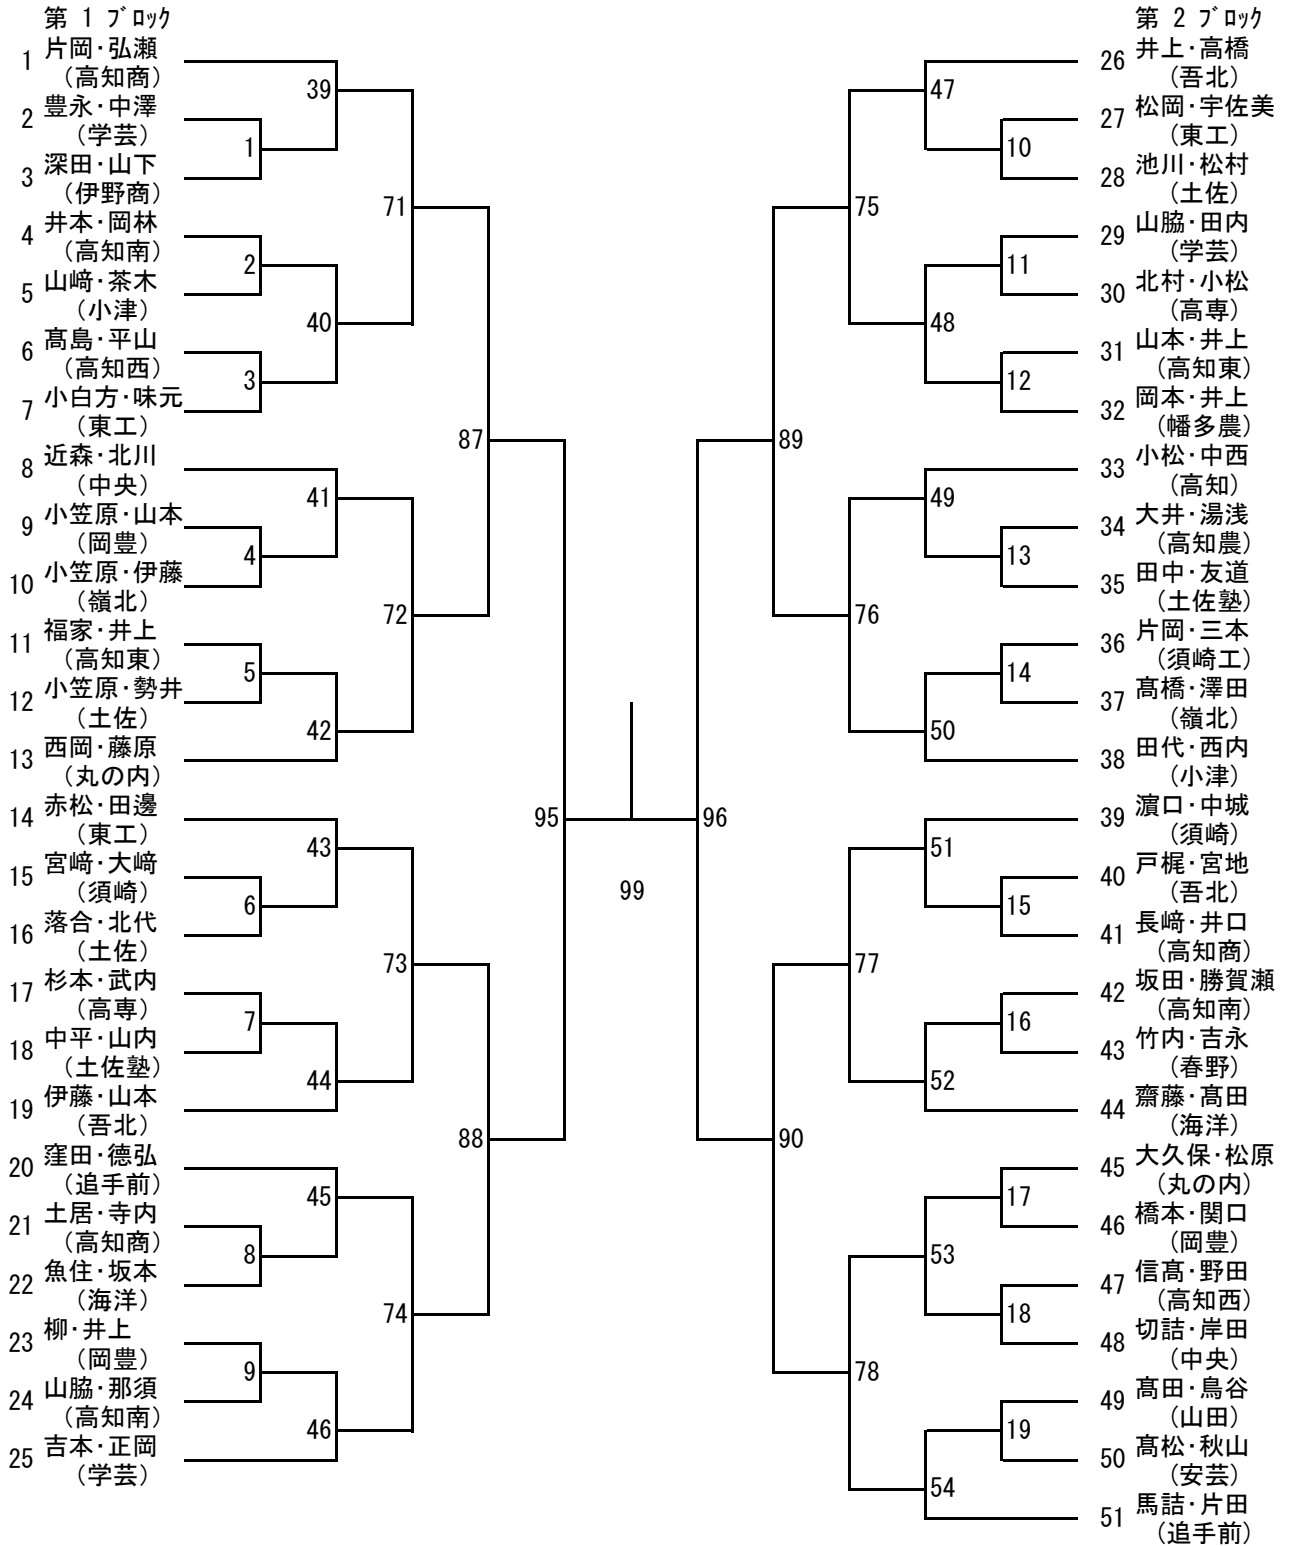 第 1 ﾌﾞﾛｯｸ
1 片岡・弘瀬
（高知商）
2 豊永・中澤
（学芸）
3 深田・山下
（伊野商）
4 井本・岡林
（高知南）
5 山﨑・茶木
（小津）
6 髙島・平山
（高知西）
7 小白方・味元
（東工）
8 近森・北川
（中央）
9 小笠原・山本
（岡豊）
10 小笠原・伊藤
（嶺北）
11 福家・井上
（高知東）
12 小笠原・勢井
（土佐）
13 西岡・藤原
（丸の内）
14 赤松・田邊
（東工）
15 宮﨑・大﨑
（須崎）
16 落合・北代
（土佐）
17 杉本・武内
（高専）
18 中平・山内
（土佐塾）
19 伊藤・山本
（吾北）
20 窪田・德弘
（追手前）
21 土居・寺内
（高知商）
22 魚住・坂本
（海洋）
23 柳・井上
（岡豊）
24 山脇・那須
（高知南）
25 吉本・正岡
（学芸）
39
1
71
2
40
3
87
41
4
72
5
42
95
43
6
73
7
44
88
45
8
74
9
46
99
96
47
10
75
11
48
12
89
49
13
76
14
50
51
15
77
16
52
90
17
53
18
78
19
54
第 2 ﾌﾞﾛｯｸ
26 井上・高橋
（吾北）
27 松岡・宇佐美
（東工）
28 池川・松村
（土佐）
29 山脇・田内
（学芸）
30 北村・小松
（高専）
31 山本・井上
（高知東）
32 岡本・井上
（幡多農）
33 小松・中西
（高知）
34 大井・湯浅
（高知農）
35 田中・友道
（土佐塾）
36 片岡・三本
（須崎工）
37 髙橋・澤田
（嶺北）
38 田代・西内
（小津）
39 濵口・中城
（須崎）
40 戸梶・宮地
（吾北）
41 長﨑・井口
（高知商）
42 坂田・勝賀瀬
（高知南）
43 竹内・吉永
（春野）
44 齋藤・髙田
（海洋）
45 大久保・松原
（丸の内）
46 橋本・関口
（岡豊）
47 信髙・野田
（高知西）
48 切詰・岸田
（中央）
49 髙田・鳥谷
（山田）
50 髙松・秋山
（安芸）
51 馬詰・片田
（追手前）